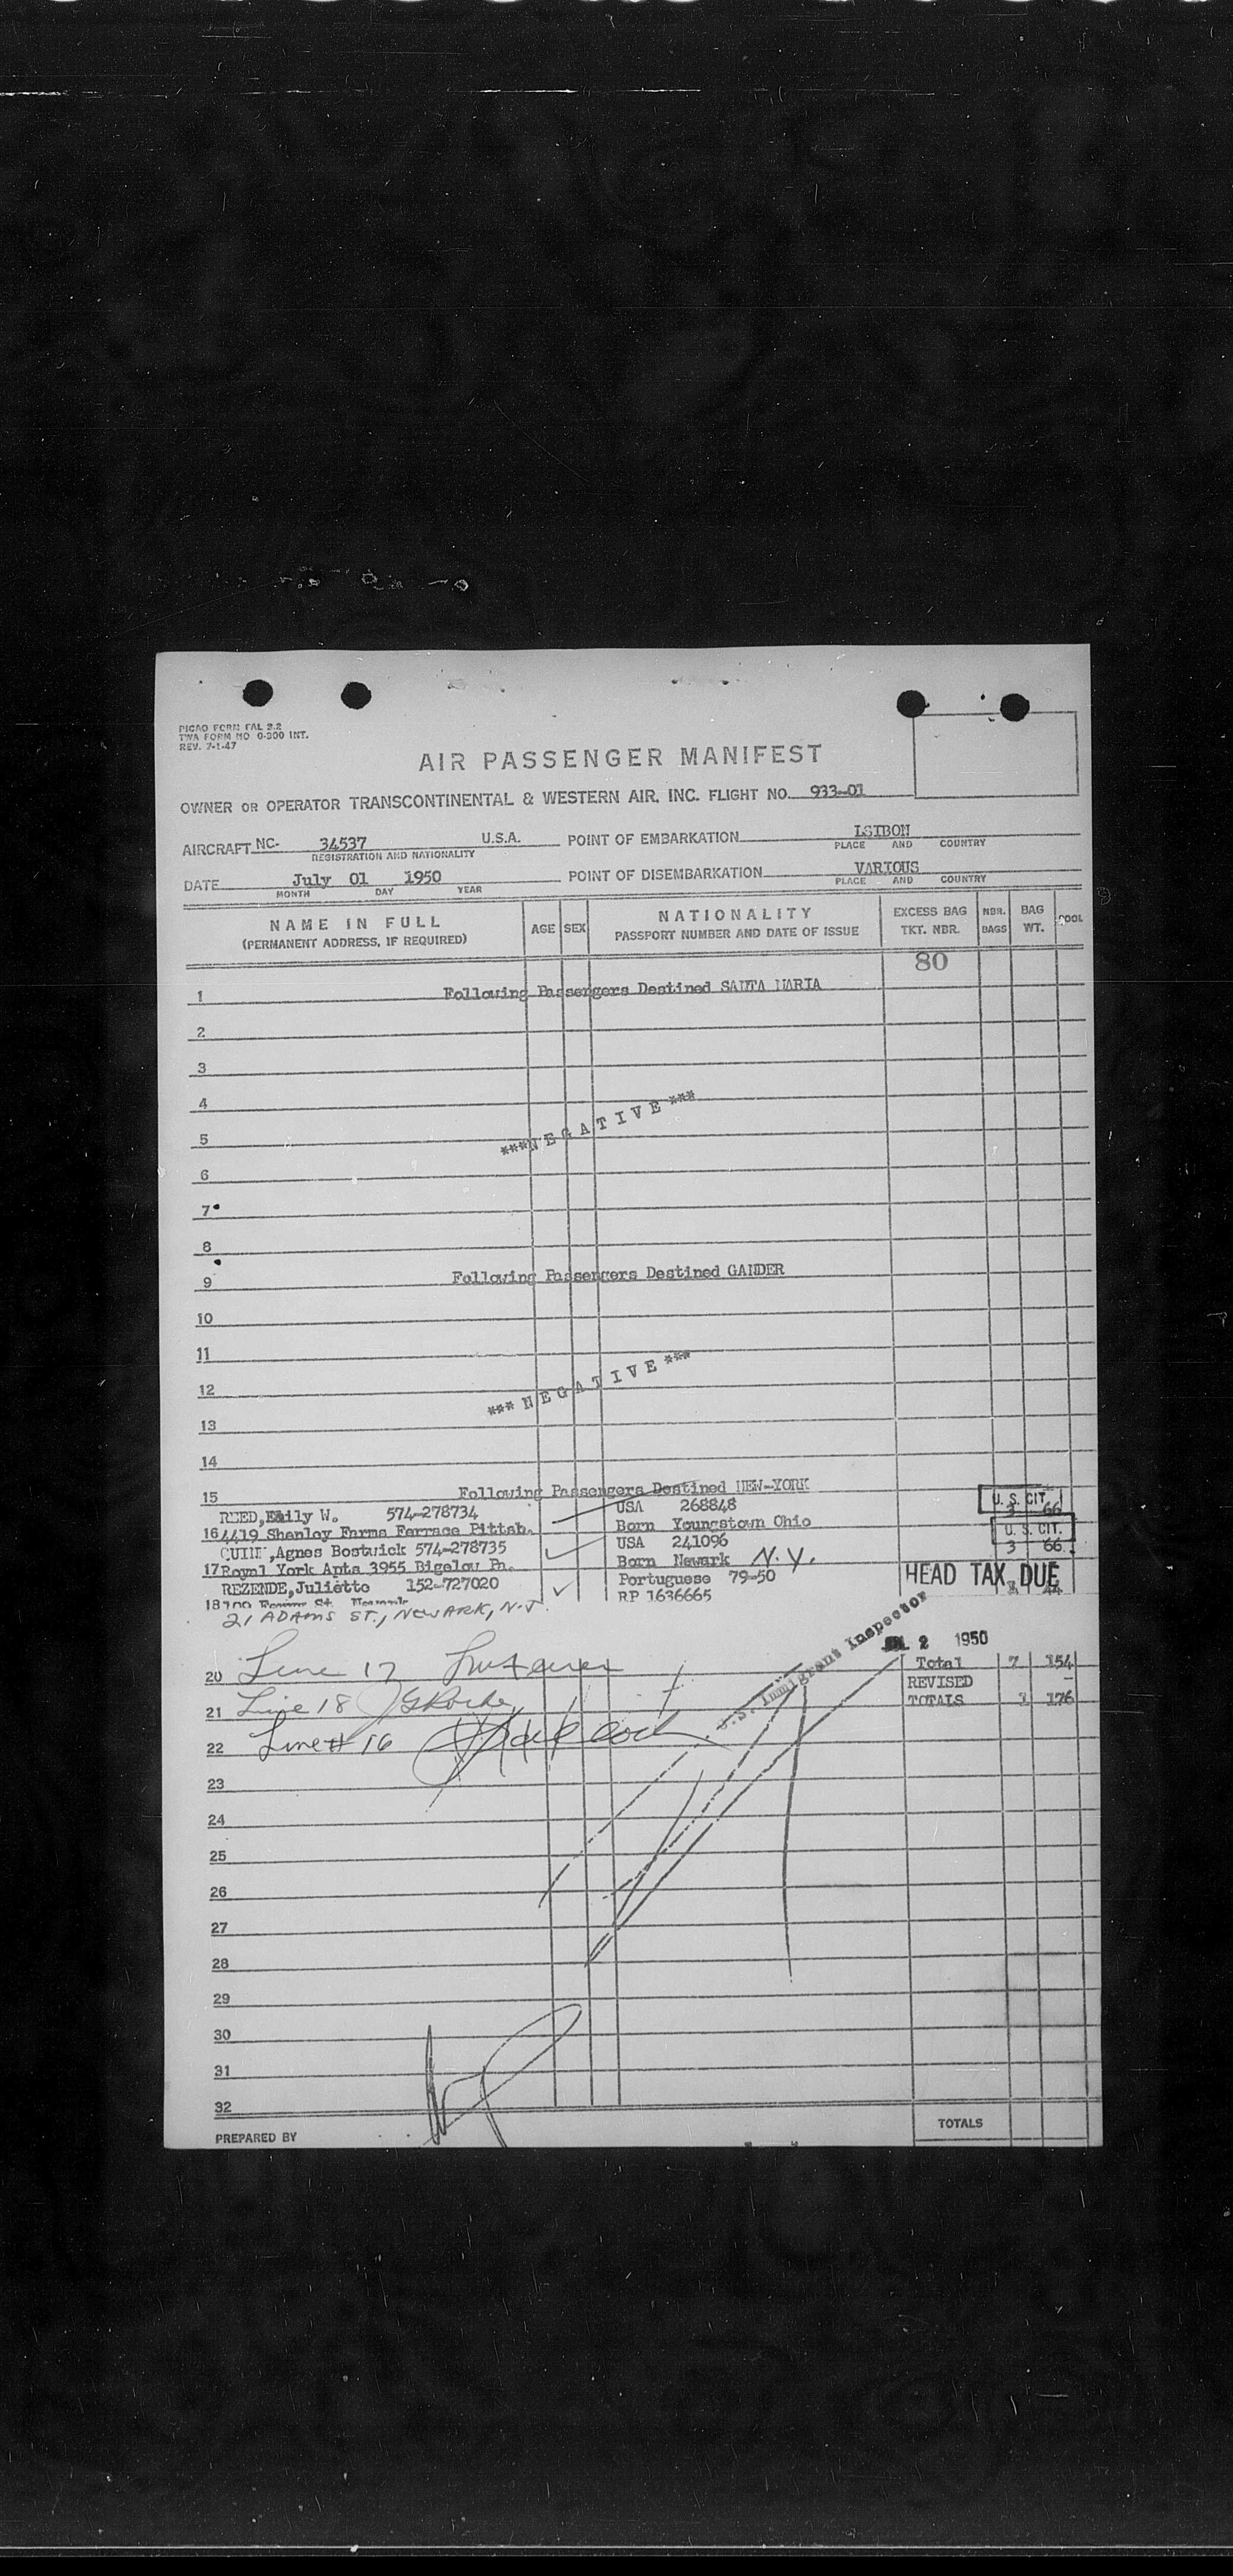 PICAO FORM FAL 2.2
TWA FORM NO 0-900 INT.
REV. 7-1-47
AIR PASSENGER MANIFEST
OWNER OR OPERATOR TRANSCONTINENTAL & WESTERN AIR, INC. FLIGHT NO. 933-01
AIRCRAFT NC- 34537 U.S.A. POINT OF EMBARKATION LSIBON
REGISTRATION AND NATIONALITY PLACE AND COUNTRY
DATE July 01 1950 POINT OF DISEMBARKATION VARIOUS
MONTH DAY YEAR PLACE AND COUNTRY
NAME IN FULL AGE SEX NATIONALITY EXCESS BAG NBR. BAG POOL
(PERMANENT ADDRESS, IF REQUIRED) PASSPORT NUMBER AND DATE OF ISSUE TKT. NBR. BAGS WT.
80
1 Following Passengers Destined SANTA MARIA
2
3
4
5 ***NEGATIVE***
6
7
8
9 Following Passengers Destined GANDER
10
11
12 *** NEGATIVE ***
13
14
15 Following Passengers Destined NEW-YORK
REED, Emily W. 574-278734 USA 268848 U. S. CIT.
16 4419 Shenley Farms Ferrace Pittsb. Born Youngstown Ohio 3 66
, Agnes Bostwick 574-278735 USA 241096 U. S. CIT.
17 Royal York Apts 3955 Bigelow Pa. Born Newark N.Y. 3 66
REZENDE, Juliette 152-727020 Portuguese 79-50 HEAD TAX DUE
18 St. Newark RP 1636665 44
21 ADAMS ST., NEWARK, N.J.
U.S. Immigrant Inspector
2 1950
20 Line 17 Total 7 154
REVISED
21 Line 18 TOTALS 176
22 Line # 16
23
24
25
26
27
28
29
30
31
32
PREPARED BY TOTALS